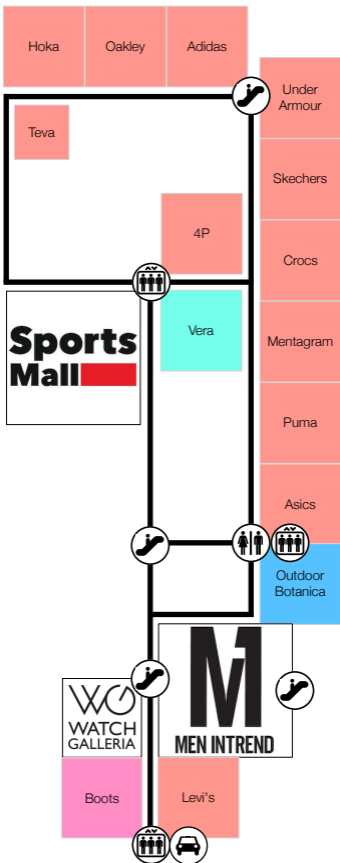 Hoka
Oakley
Adidas
Under
Armour
Teva
Skechers
4P
Crocs
Sports
Mall
Vera
Mentagram
Puma
Asics
Outdoor
Botanica
WG
WATCH
GALLERIA
M1
MEN INTREND
Boots
Levi's